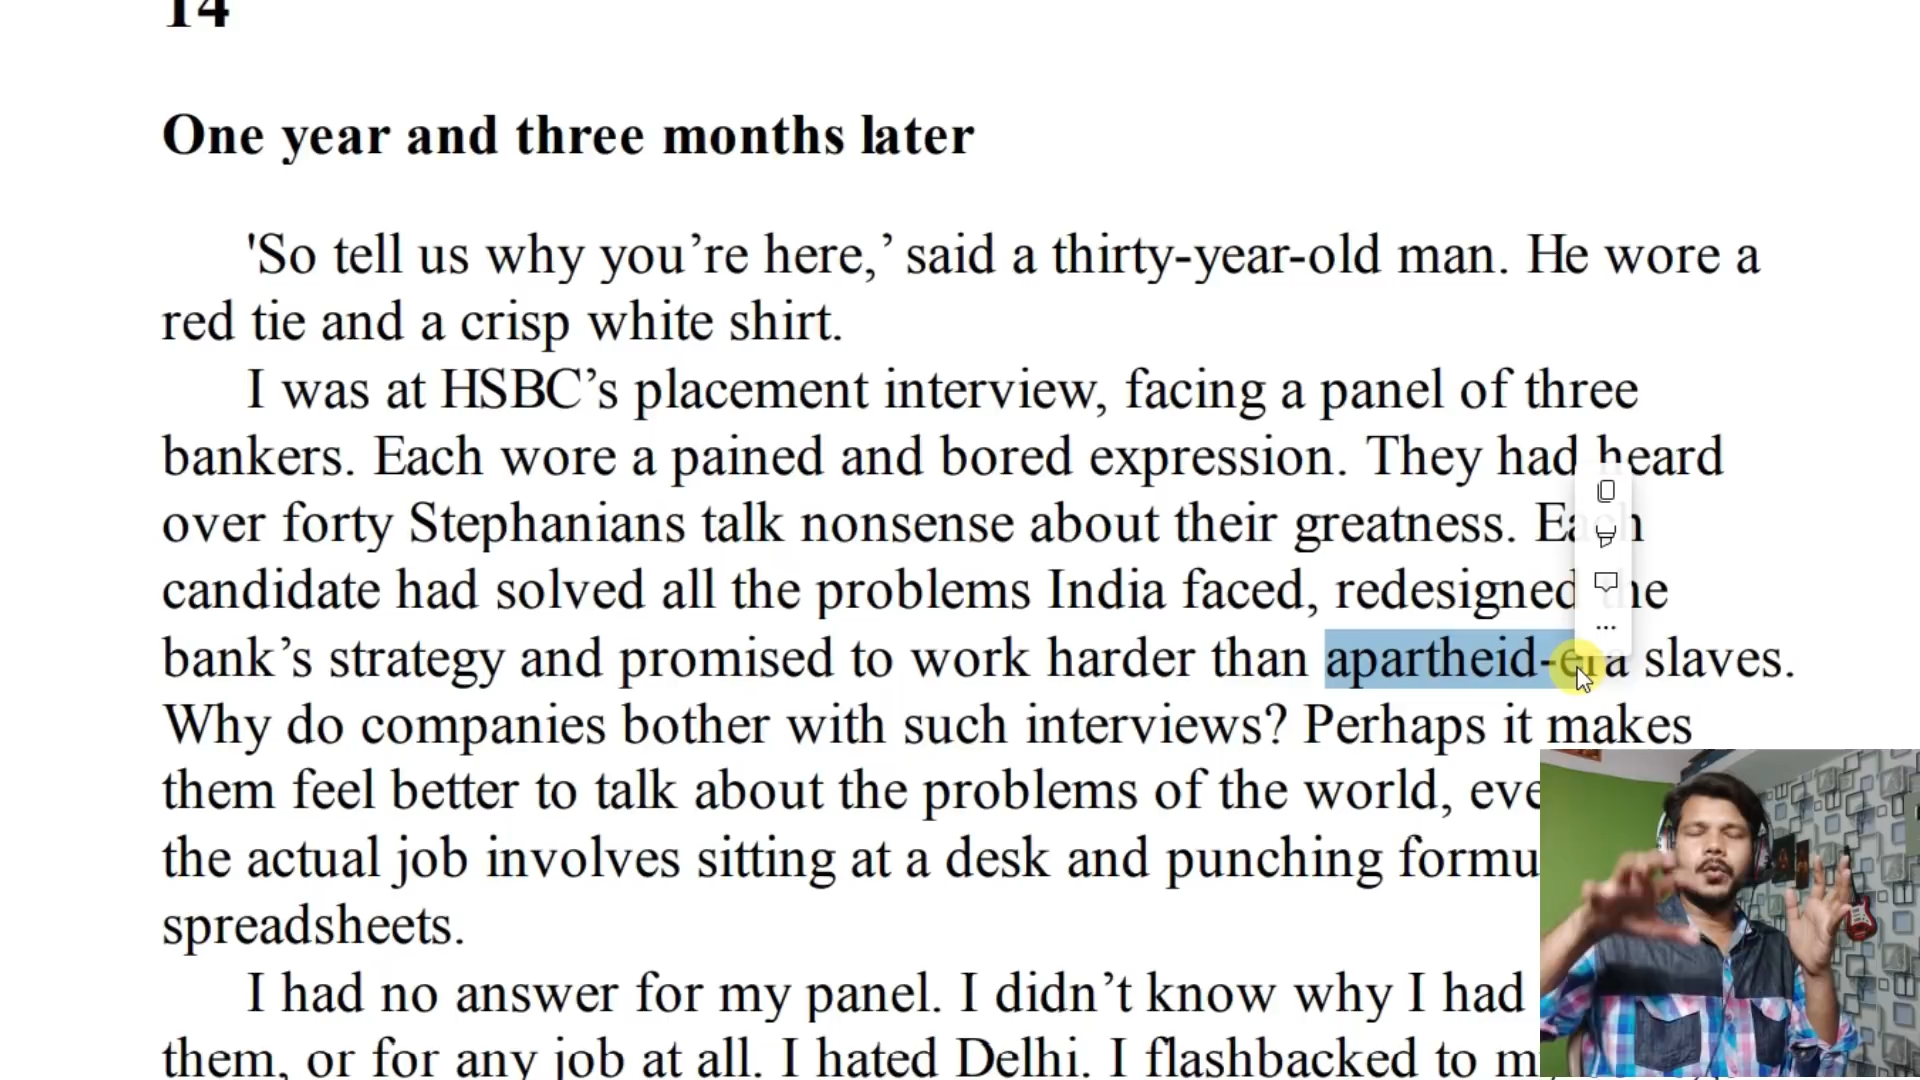 14
One year and three months later
'So tell us why you’re here,’ said a thirty-year-old man. He wore a
red tie and a crisp white shirt.
I was at HSBC’s placement interview, facing a panel of three
bankers. Each wore a pained and bored expression. They had heard
over forty Stephanians talk nonsense about their greatness. Each
candidate had solved all the problems India faced, redesigned the
bank’s strategy and promised to work harder than apartheid-era slaves.
Why do companies bother with such interviews? Perhaps it makes
them feel better to talk about the problems of the world,
the actual job involves sitting at a desk and punching
spreadsheets.
I had no answer for my panel. I didn’t know why I had
them, or for any job at all. I hated Delhi. I flashbacked to